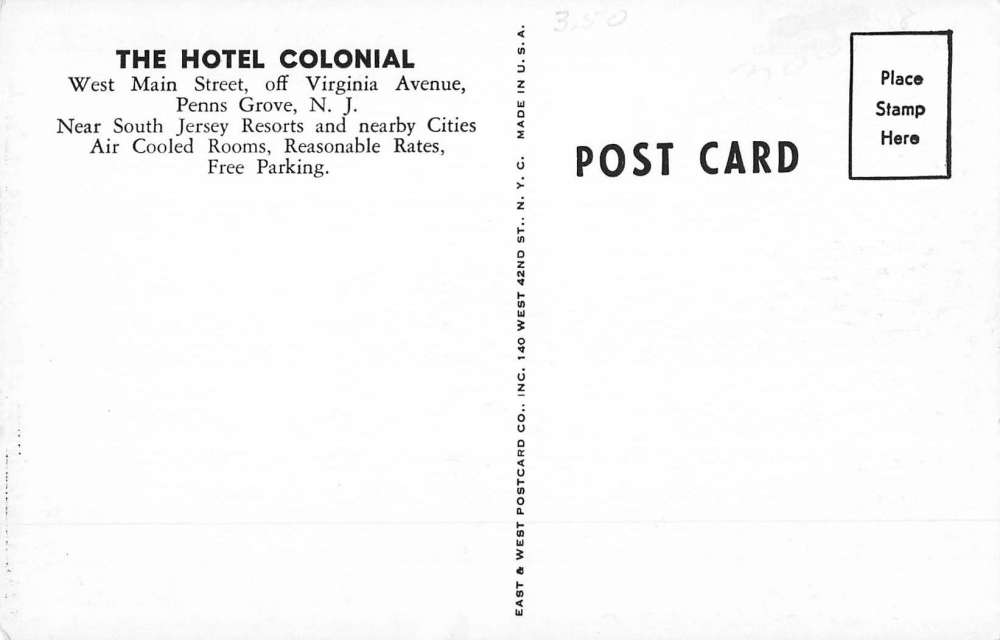 THE HOTEL COLONIAL
West Main Street, off Virginia Avenue,
Penns Grove, N. J.
Near South Jersey Resorts and nearby Cities
Air Cooled Rooms, Reasonable Rates,
Free Parking.
EAST & WEST POSTCARD CO., INC. 140 WEST 42ND ST., N. Y. C. MADE IN U. S. A.
3.50
POST CARD
Place
Stamp
Here